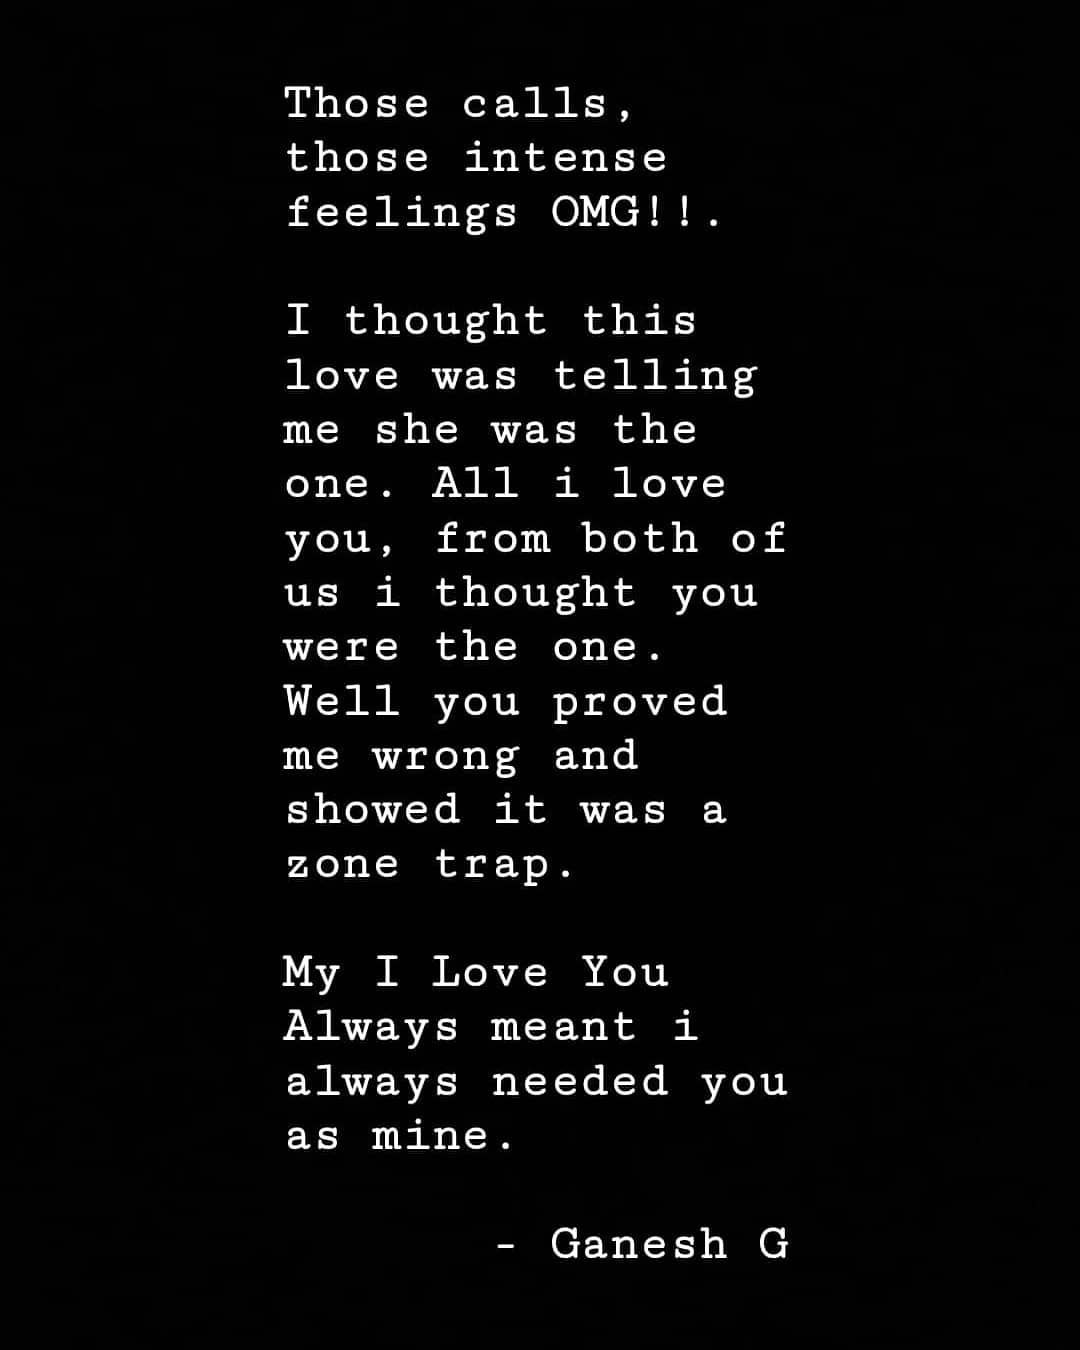 Those calls,
those intense
feelings OMG!!.
I thought this
love was telling
me she was the
one. All i love
you, from both of
us i thought you
were the one.
Well you proved
me wrong and
showed it was a
zone trap.
My I Love You
Always meant i
always needed you
as mine.
- Ganesh G